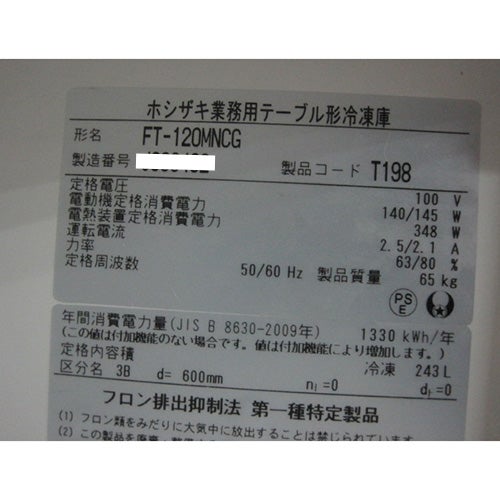 ホシザキ業務用テーブル形冷凍庫
形名 FT-120MNCG
製造番号
製品コード T198
定格電圧 100 V
電動機定格消費電力 140/145 W
電熱装置定格消費電力 348 W
運転電流 2.5/2.1 A
力率 63/80 %
定格周波数 50/60 Hz 製品質量 65 kg
PS
E
年間消費電力量(JIS B 8630-2009年) 1330 kWh/年
(この値は付加機能のない場合です。値は付加機能により増加します。)
定格内容積 冷凍 243L
区分名 3B d= 600mm nᵢ=0 dₜ=0
フロン排出抑制法 第一種特定製品
(1) フロン類をみだりに大気中に放出することは禁じられています。
(2) この製品を廃棄・整備する